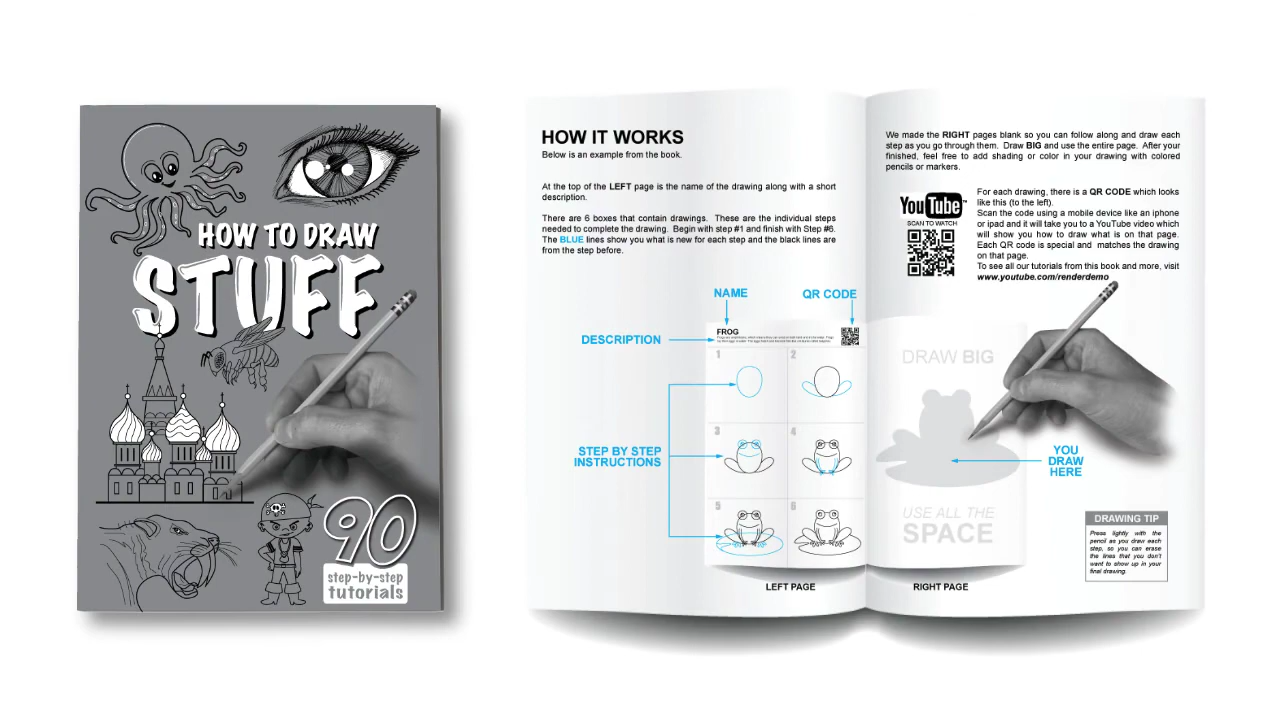 HOW TO DRAW
STUFF
90
step-by-step
tutorials
HOW IT WORKS
Below is an example from the book.
At the top of the LEFT page is the name of the drawing along with a short
description.
There are 6 boxes that contain drawings. These are the individual steps
needed to complete the drawing. Begin with step #1 and finish with Step #6.
The BLUE lines show you what is new for each step and the black lines are
from the step before.
NAME
QR CODE
DESCRIPTION
FROG
1
2
STEP BY STEP
INSTRUCTIONS
3
4
5
6
LEFT PAGE
We made the RIGHT pages blank so you can follow along and draw each
step as you go through them. Draw BIG and use the entire page. After your
finished, feel free to add shading or color in your drawing with colored
pencils or markers.
YouTube™
SCAN TO WATCH
For each drawing, there is a QR CODE which looks
like this (to the left).
Scan the code using a mobile device like an iphone
or ipad and it will take you to a YouTube video which
will show you how to draw what is on that page.
Each QR code is special and matches the drawing
on that page.
To see all our tutorials from this book and more, visit
www.youtube.com/renderdemo
DRAW BIG
YOU
DRAW
HERE
USE ALL THE
SPACE
DRAWING TIP
Press lightly with the
pencil as you draw each
step, so you can erase
the lines that you don't
want to show up in your
final drawing.
RIGHT PAGE